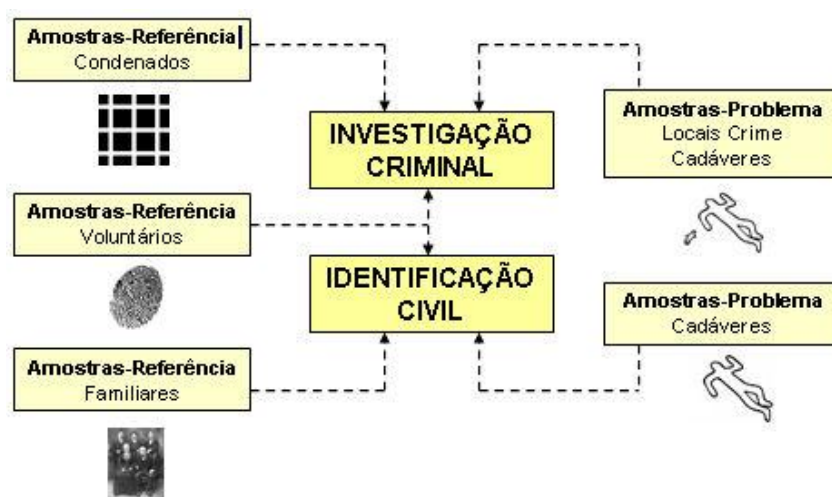 Amostras-Referência
Condenados
Amostras-Referência
Voluntários
Amostras-Referência
Familiares
INVESTIGAÇÃO
CRIMINAL
IDENTIFICAÇÃO
CIVIL
Amostras-Problema
Locais Crime
Cadáveres
Amostras-Problema
Cadáveres